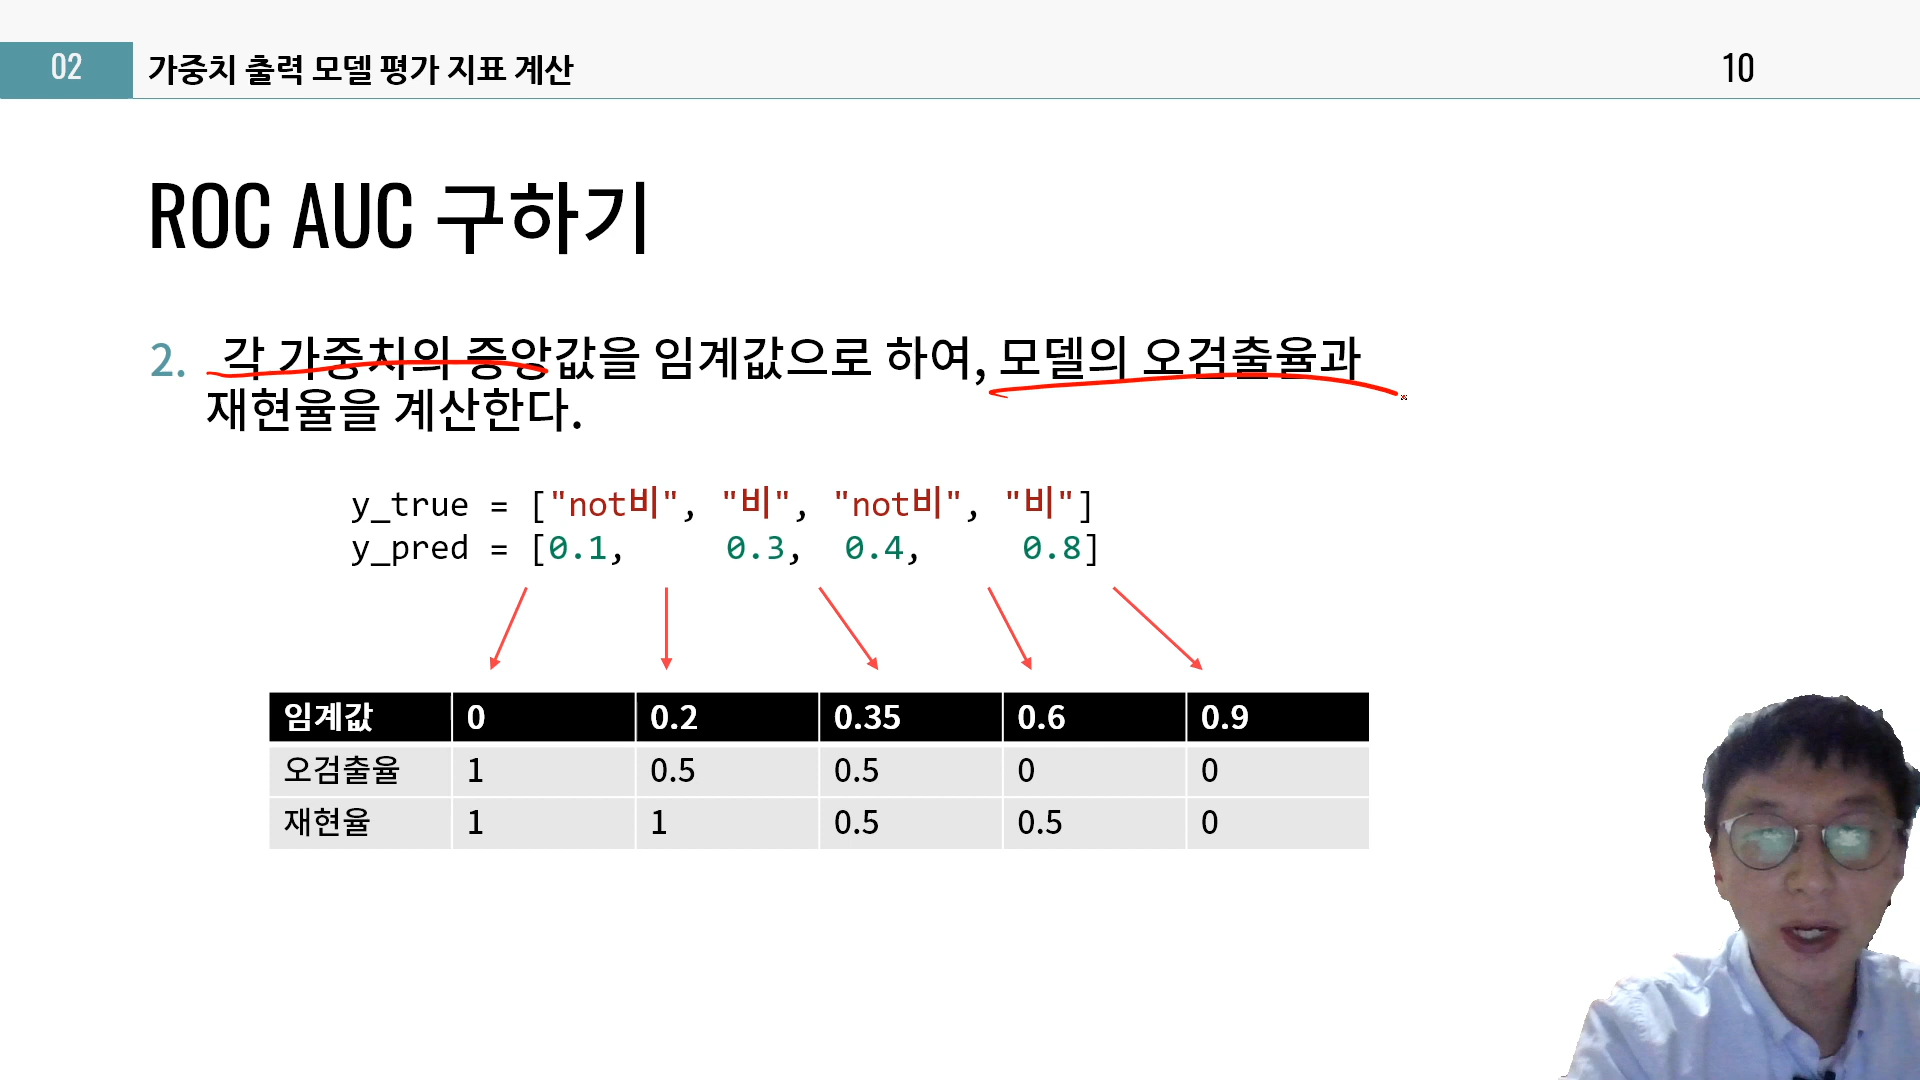 02 가중치 출력 모델 평가 지표 계산 10
ROC AUC 구하기
2. 각 가중치의 중앙값을 임계값으로 하여, 모델의 오검출율과
재현율을 계산한다.
y_true = ["not비", "비", "not비", "비"]
y_pred = [0.1, 0.3, 0.4, 0.8]
임계값 0 0.2 0.35 0.6 0.9
오검출율 1 0.5 0.5 0 0
재현율 1 1 0.5 0.5 0